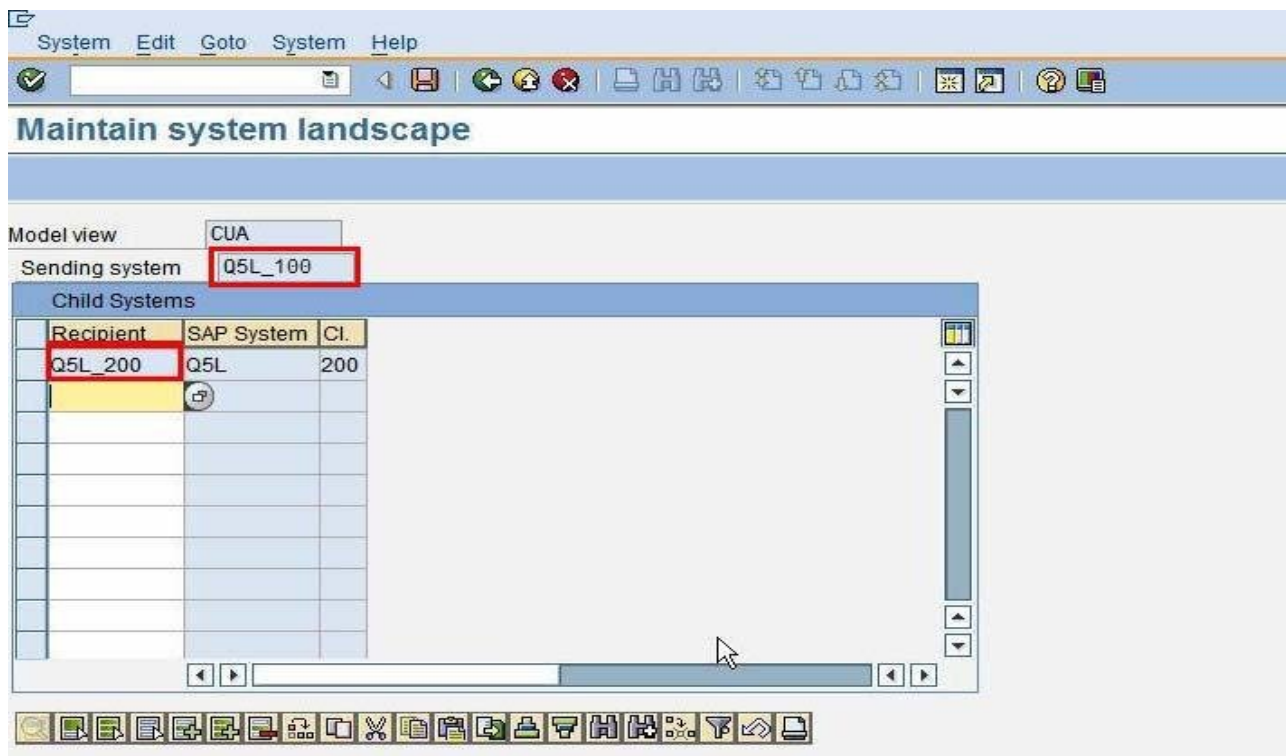 System Edit Goto System Help
Maintain system landscape
Model view CUA
Sending system Q5L_100
Child Systems
Recipient SAP System Cl.
Q5L_200 Q5L 200